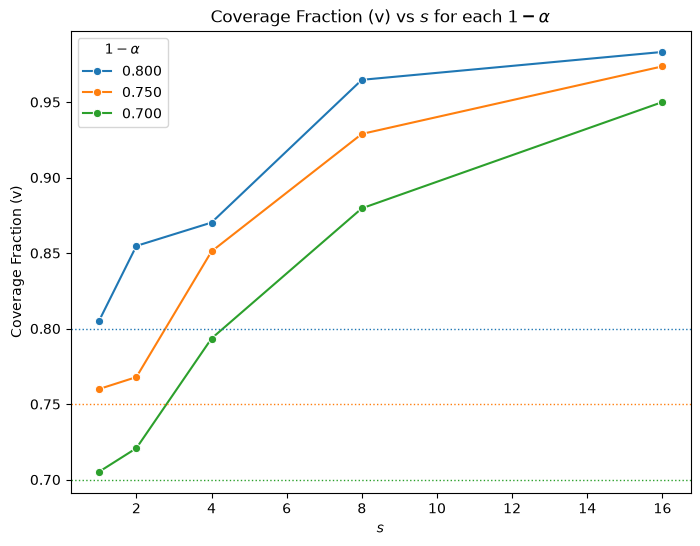 Coverage Fraction (v) vs s for each 1 − α
1 − α
0.800
0.750
0.700
0.95
0.90
0.85
0.80
0.75
0.70
Coverage Fraction (v)
2 4 6 8 10 12 14 16
s